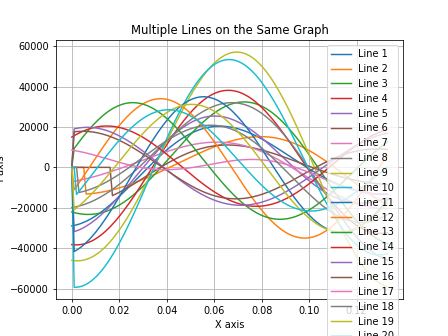 Multiple Lines on the Same Graph
60000
40000
20000
0
−20000
−40000
−60000
0.00
0.02
0.04
0.06
0.08
0.10
X axis
Line 1
Line 2
Line 3
Line 4
Line 5
Line 6
Line 7
Line 8
Line 9
Line 10
Line 11
Line 12
Line 13
Line 14
Line 15
Line 16
Line 17
Line 18
Line 19
Line 20